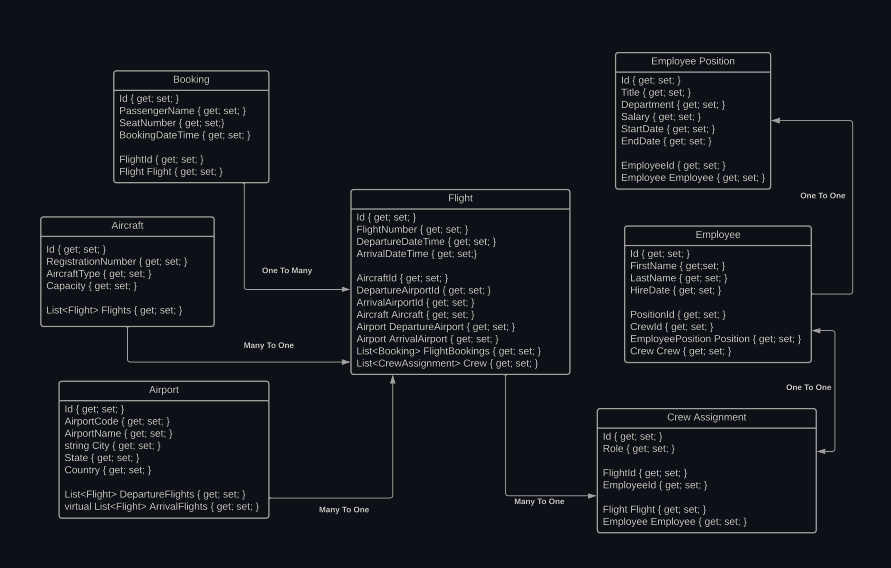 Booking
Id { get; set; }
PassengerName { get; set; }
SeatNumber { get; set;}
BookingDateTime { get; set; }
FlightId { get; set; }
Flight Flight { get; set; }
Aircraft
Id { get; set; }
RegistrationNumber { get; set; }
AircraftType { get; set; }
Capacity { get; set; }
List<Flight> Flights { get; set; }
Airport
Id { get; set; }
AirportCode { get; set; }
AirportName { get; set; }
string City { get; set; }
State { get; set; }
Country { get; set; }
List<Flight> DepartureFlights { get; set; }
virtual List<Flight> ArrivalFlights { get; set; }
One To Many
Many To One
Many To One
Flight
Id { get; set; }
FlightNumber { get; set; }
DepartureDateTime { get; set; }
ArrivalDateTime { get; set;}
AircraftId { get; set; }
DepartureAirportId { get; set; }
ArrivalAirportId { get; set; }
Aircraft Aircraft { get; set; }
Airport DepartureAirport { get; set; }
Airport ArrivalAirport { get; set; }
List<Booking> FlightBookings { get; set; }
List<CrewAssignment> Crew { get; set; }
Many To One
Employee Position
Id { get; set; }
Title { get; set; }
Department { get; set; }
Salary { get; set; }
StartDate { get; set; }
EndDate { get; set; }
EmployeeId { get; set; }
Employee Employee { get; set; }
One To One
Employee
Id { get; set; }
FirstName { get;set; }
LastName { get; set; }
HireDate { get; set; }
PositionId { get; set; }
CrewId { get; set; }
EmployeePosition Position { get; set; }
Crew Crew { get; set; }
One To One
Crew Assignment
Id { get; set; }
Role { get; set; }
FlightId { get; set; }
EmployeeId { get; set; }
Flight Flight { get; set; }
Employee Employee { get; set; }